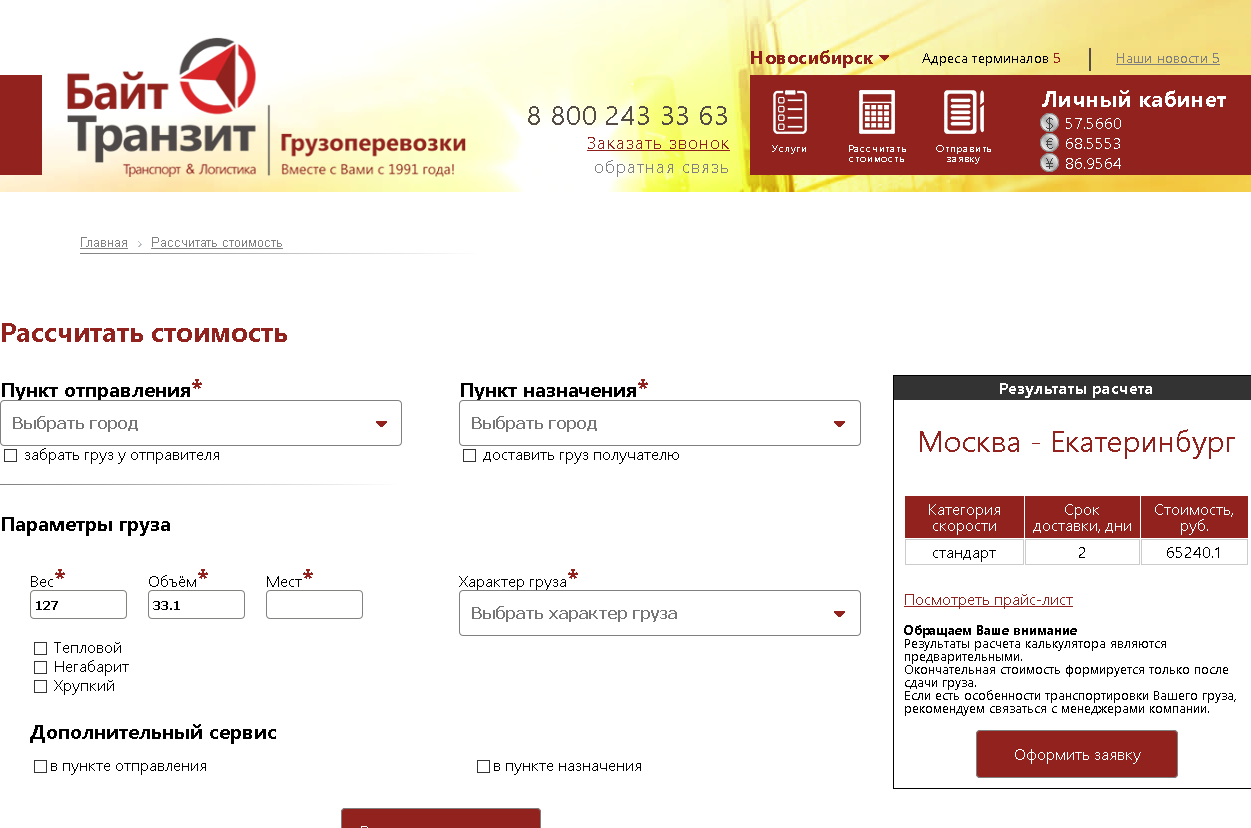 Байт
Транзит
Транспорт & Логистика
Грузоперевозки
Вместе с Вами с 1991 года!
8 800 243 33 63
Заказать звонок
обратная связь
Новосибирск
Адреса терминалов 5
Наши новости 5
Услуги
Рассчитать
стоимость
Отправить
заявку
Личный кабинет
$ 57.5660
€ 68.5553
¥ 86.9564
Главная › Рассчитать стоимость
Рассчитать стоимость
Пункт отправления*
Выбрать город
забрать груз у отправителя
Пункт назначения*
Выбрать город
доставить груз получателю
Параметры груза
Вес* Объём* Мест*
127 33.1
Характер груза*
Выбрать характер груза
Тепловой
Негабарит
Хрупкий
Дополнительный сервис
в пункте отправления
в пункте назначения
Результаты расчета
Москва - Екатеринбург
Категория скорости
Срок доставки, дни
Стоимость, руб.
стандарт 2 65240.1
Посмотреть прайс-лист
Обращаем Ваше внимание
Результаты расчета калькулятора являются
предварительными.
Окончательная стоимость формируется только после
сдачи груза.
Если есть особенности транспортировки Вашего груза,
рекомендуем связаться с менеджерами компании.
Оформить заявку